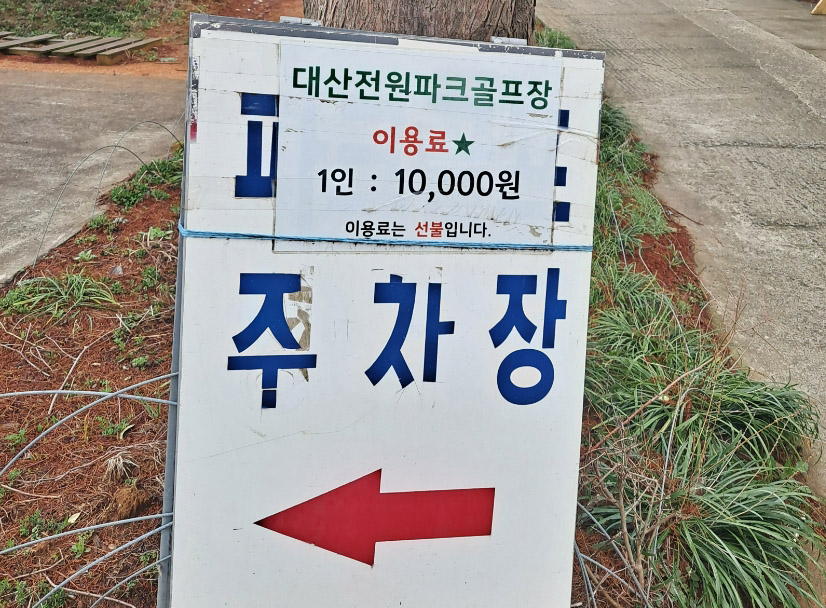 대산전원파크골프장
이용료★
1인 : 10,000원
이용료는 선불입니다.
주차장